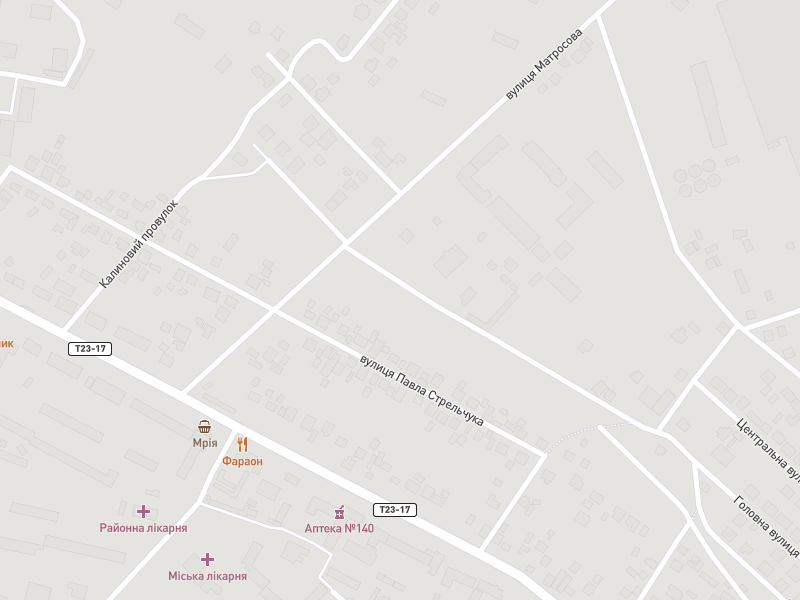 вулиця Матросова
Калиновий провулок
Т23-17
вулиця Павла Стрельчука
Мрія
Фараон
Центральна вул
Головна вулиця
Т23-17
Районна лікарня
Аптека №140
Міська лікарня